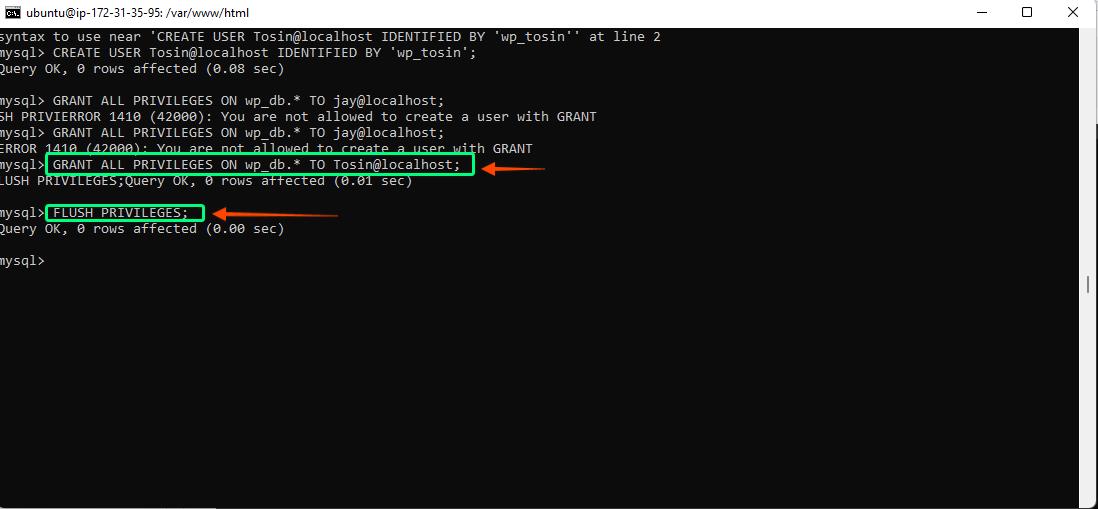 ubuntu@ip-172-31-35-95: /var/www/html
syntax to use near 'CREATE USER Tosin@localhost IDENTIFIED BY 'wp_tosin'' at line 2
mysql> CREATE USER Tosin@localhost IDENTIFIED BY 'wp_tosin';
Query OK, 0 rows affected (0.08 sec)
mysql> GRANT ALL PRIVILEGES ON wp_db.* TO jay@localhost;
SH PRIVIERROR 1410 (42000): You are not allowed to create a user with GRANT
mysql> GRANT ALL PRIVILEGES ON wp_db.* TO jay@localhost;
ERROR 1410 (42000): You are not allowed to create a user with GRANT
mysql> GRANT ALL PRIVILEGES ON wp_db.* TO Tosin@localhost;
LUSH PRIVILEGES;Query OK, 0 rows affected (0.01 sec)
mysql> FLUSH PRIVILEGES;
Query OK, 0 rows affected (0.00 sec)
mysql>